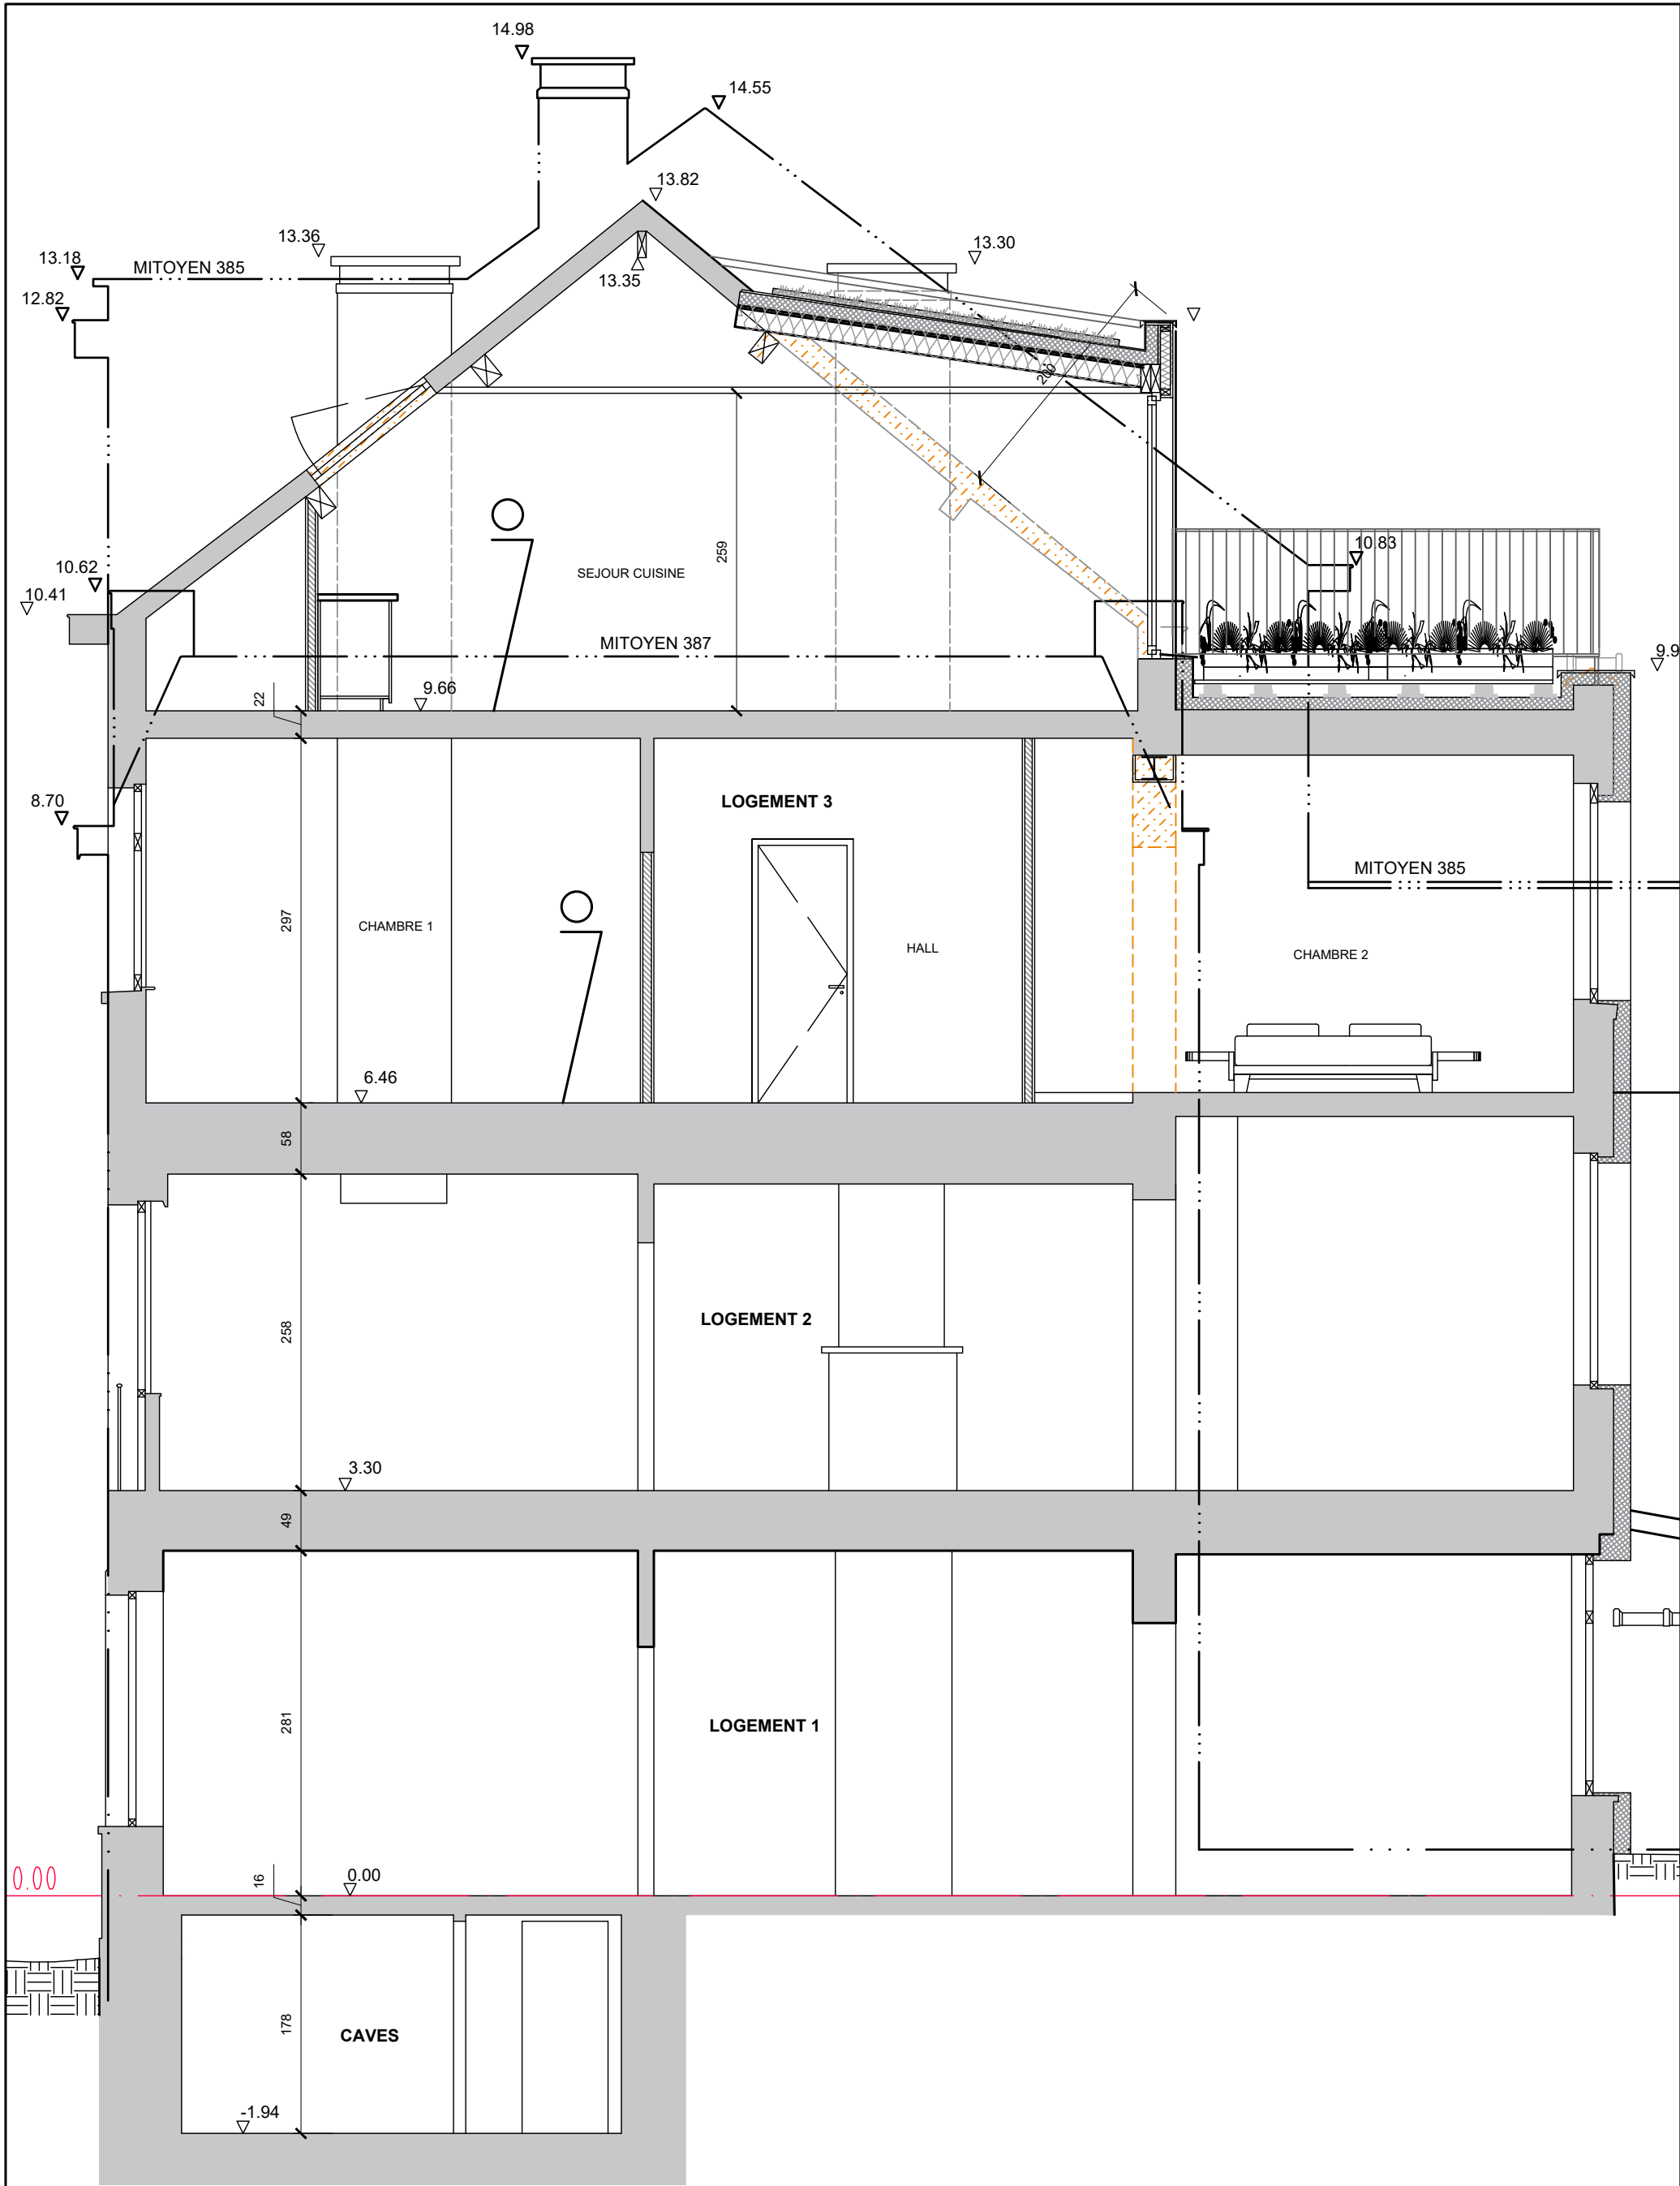 14.98
14.55
13.82
13.36
13.30
13.18
MITOYEN 385
13.35
12.82
200
259
10.83
SEJOUR CUISINE
10.62
10.41
MITOYEN 387
9.9
9.66
22
LOGEMENT 3
8.70
MITOYEN 385
297
CHAMBRE 1
HALL
CHAMBRE 2
6.46
58
LOGEMENT 2
258
3.30
49
LOGEMENT 1
281
0.00
16
0.00
178
CAVES
-1.94